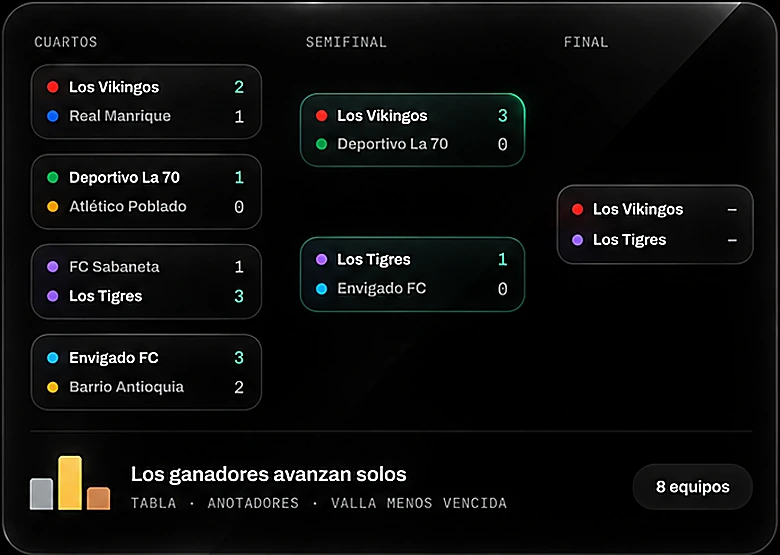 CUARTOS
Los Vikingos 2
Real Manrique 1
Deportivo La 70 1
Atlético Poblado 0
FC Sabaneta 1
Los Tigres 3
Envigado FC 3
Barrio Antioquia 2
SEMIFINAL
Los Vikingos 3
Deportivo La 70 0
Los Tigres 1
Envigado FC 0
FINAL
Los Vikingos –
Los Tigres –
Los ganadores avanzan solos
TABLA · ANOTADORES · VALLA MENOS VENCIDA
8 equipos